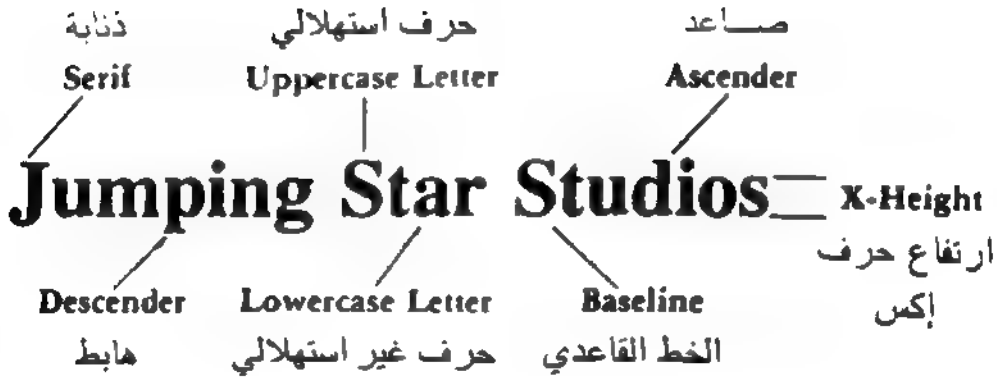 ذنابة
حرف استهلالي
صــاعد
Serif
Uppercase Letter
Ascender
Jumping Star Studios
X-Height
ارتفاع حرف
إكس
Descender
Lowercase Letter
Baseline
هابط
حرف غير استهلالي
الخط القاعدي